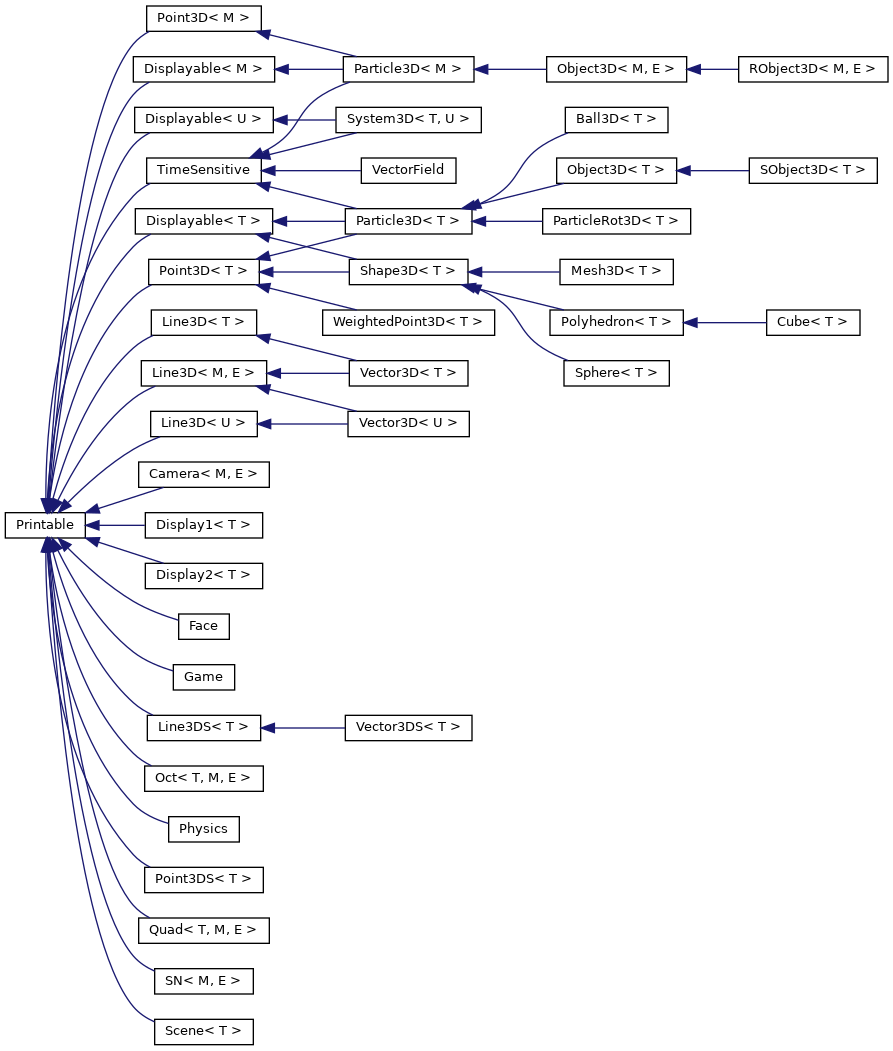 Point3D< M >
Displayable< M >
Particle3D< M >
Object3D< M, E >
RObject3D< M, E >
Displayable< U >
System3D< T, U >
Ball3D< T >
TimeSensitive
VectorField
Object3D< T >
SObject3D< T >
Displayable< T >
Particle3D< T >
ParticleRot3D< T >
Point3D< T >
Shape3D< T >
Mesh3D< T >
Line3D< T >
WeightedPoint3D< T >
Polyhedron< T >
Cube< T >
Line3D< M, E >
Vector3D< T >
Sphere< T >
Line3D< U >
Vector3D< U >
Camera< M, E >
Printable
Display1< T >
Display2< T >
Face
Game
Line3DS< T >
Vector3DS< T >
Oct< T, M, E >
Physics
Point3DS< T >
Quad< T, M, E >
SN< M, E >
Scene< T >